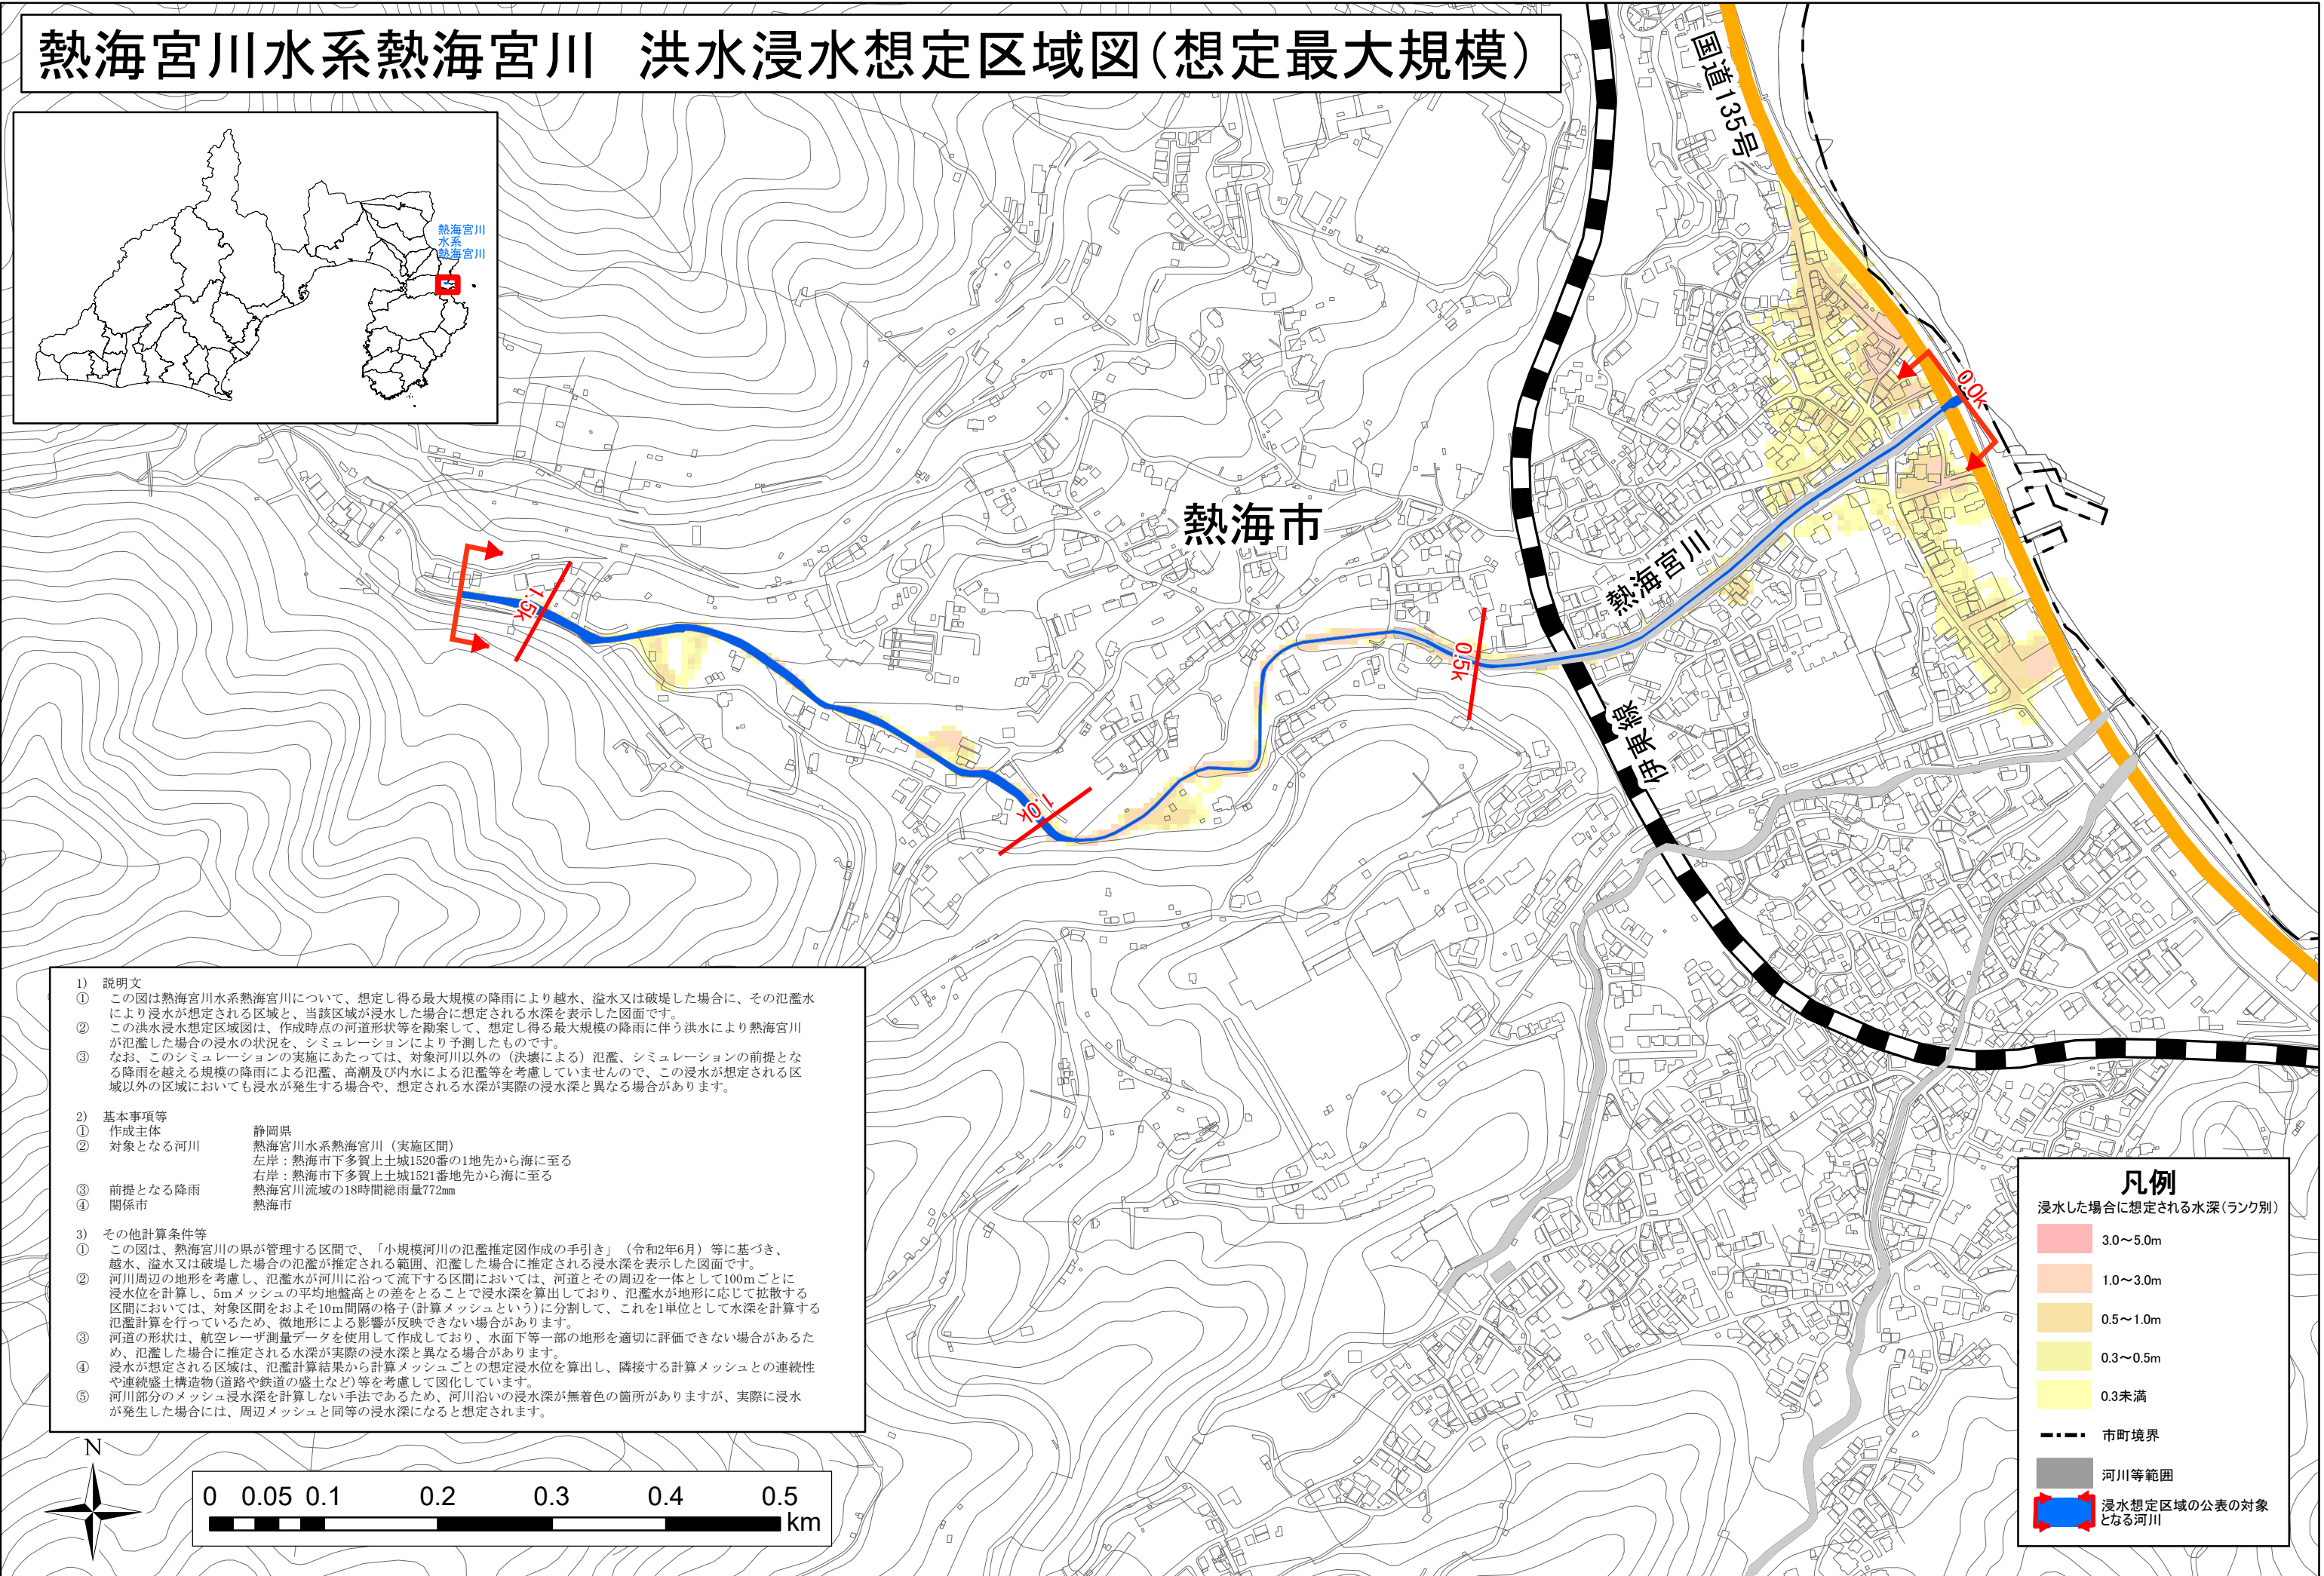 熱海宮川水系熱海宮川　洪水浸水想定区域図(想定最大規模)
熱海宮川
水系
熱海宮川
国道135号
0.0k
熱海市
熱海宮川
1.5k
0.5k
伊東線
1.0k
1)　説明文
①　この図は熱海宮川水系熱海宮川について、想定し得る最大規模の降雨により越水、溢水又は破堤した場合に、その氾濫水
により浸水が想定される区域と、当該区域が浸水した場合に想定される水深を表示した図面です。
②　この洪水浸水想定区域図は、作成時点の河道形状等を勘案して、想定し得る最大規模の降雨に伴う洪水により熱海宮川
が氾濫した場合の浸水の状況を、シミュレーションにより予測したものです。
③　なお、このシミュレーションの実施にあたっては、対象河川以外の（決壊による）氾濫、シミュレーションの前提とな
る降雨を越える規模の降雨による氾濫、高潮及び内水による氾濫等を考慮していませんので、この浸水が想定される区
域以外の区域においても浸水が発生する場合や、想定される水深が実際の浸水深と異なる場合があります。
2)　基本事項等
①　作成主体　静岡県
②　対象となる河川　熱海宮川水系熱海宮川（実施区間）
左岸：熱海市下多賀上土城1520番の1地先から海に至る
右岸：熱海市下多賀上土城1521番地先から海に至る
③　前提となる降雨　熱海宮川流域の18時間総雨量772mm
④　関係市　熱海市
3)　その他計算条件等
①　この図は、熱海宮川の県が管理する区間で、「小規模河川の氾濫推定図作成の手引き」（令和2年6月）等に基づき、
越水、溢水又は破堤した場合の氾濫が推定される範囲、氾濫した場合に推定される浸水深を表示した図面です。
②　河川周辺の地形を考慮し、氾濫水が河川に沿って流下する区間においては、河道とその周辺を一体として100mごとに
浸水位を計算し、5mメッシュの平均地盤高との差をとることで浸水深を算出しており、氾濫水が地形に応じて拡散する
区間においては、対象区間をおよそ10m間隔の格子(計算メッシュという)に分割して、これを1単位として水深を計算する
氾濫計算を行っているため、微地形による影響が反映できない場合があります。
③　河道の形状は、航空レーザ測量データを使用して作成しており、水面下等一部の地形を適切に評価できない場合があるた
め、氾濫した場合に推定される水深が実際の浸水深と異なる場合があります。
④　浸水が想定される区域は、氾濫計算結果から計算メッシュごとの想定浸水位を算出し、隣接する計算メッシュとの連続性
や連続盛土構造物(道路や鉄道の盛土など)等を考慮して図化しています。
⑤　河川部分のメッシュ浸水深を計算しない手法であるため、河川沿いの浸水深が無着色の箇所がありますが、実際に浸水
が発生した場合には、周辺メッシュと同等の浸水深になると想定されます。
N
0 0.05 0.1 0.2 0.3 0.4 0.5
km
凡例
浸水した場合に想定される水深(ランク別)
3.0～5.0m
1.0～3.0m
0.5～1.0m
0.3～0.5m
0.3未満
市町境界
河川等範囲
浸水想定区域の公表の対象
となる河川